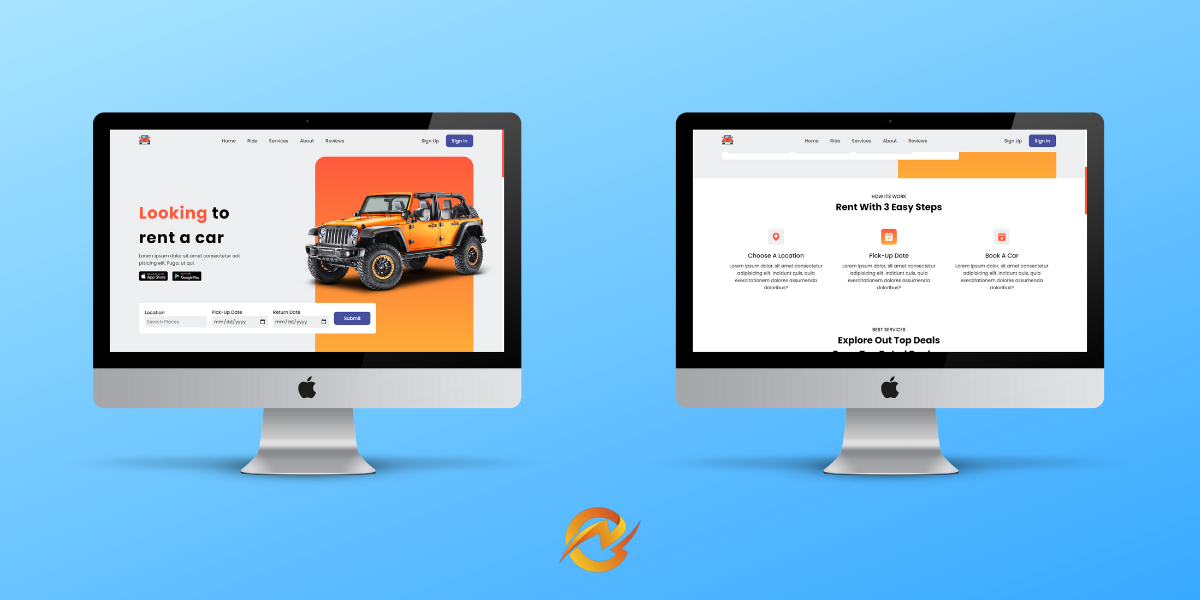 Home Ride Services About Reviews Sign Up Sign In
Looking to
rent a car
Lorem ipsum dolor sit amet consectetur adi
pisicing elit. Fuga, ut qui.
App Store Google Play
Location Pick-Up Date Return Date
Search Places mm/dd/yyyy mm/dd/yyyy Submit
Home Ride Services About Reviews Sign Up Sign In
HOW ITS WORK
Rent With 3 Easy Steps
Choose A Location
Lorem ipsum dolor, sit amet consectetur
adipisicing elit. Incidunt quis, quia
exercitationem dolores assumenda
doloribus?
Pick-Up Date
Lorem ipsum dolor, sit amet consectetur
adipisicing elit. Incidunt quis, quia
exercitationem dolores assumenda
doloribus?
Book A Car
Lorem ipsum dolor, sit amet consectetur
adipisicing elit. Incidunt quis, quia
exercitationem dolores assumenda
doloribus?
BEST SERVICES
Explore Out Top Deals